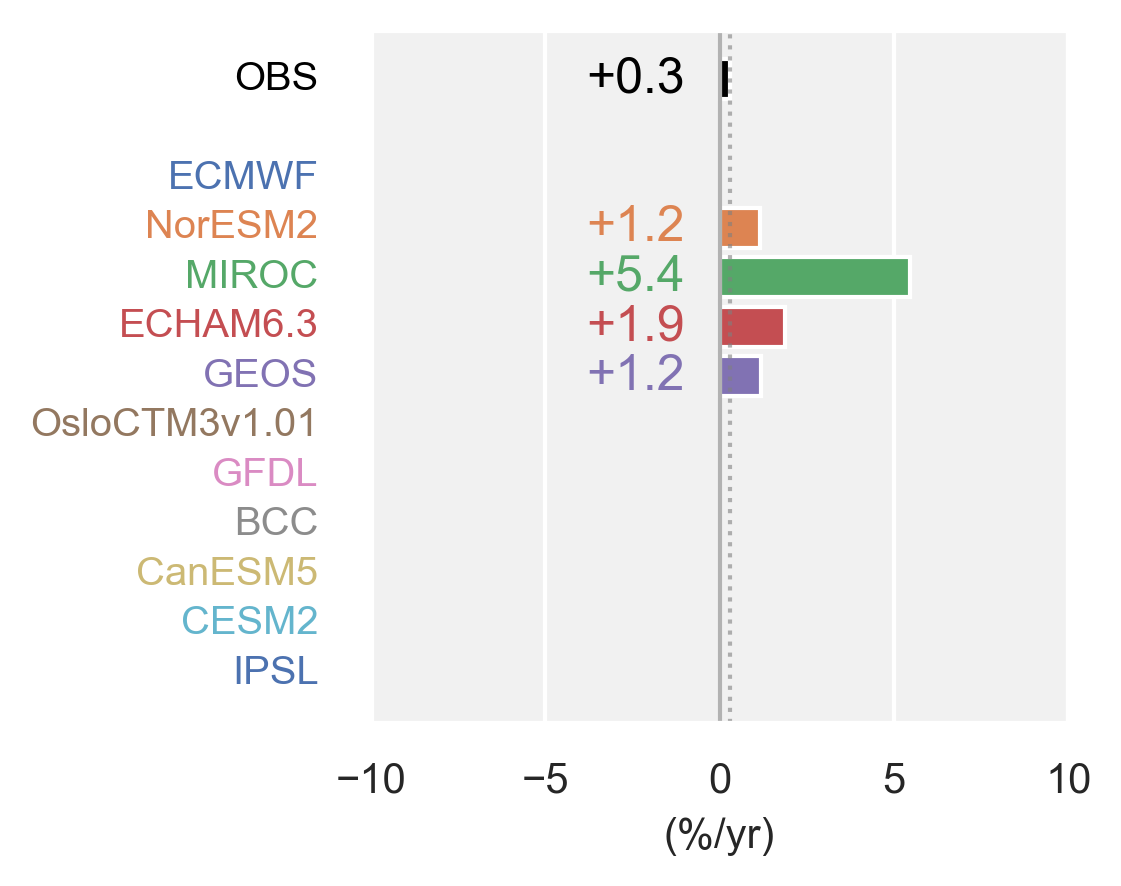 OBS +0.3
ECMWF
NorESM2 +1.2
MIROC +5.4
ECHAM6.3 +1.9
GEOS +1.2
OsloCTM3v1.01
GFDL
BCC
CanESM5
CESM2
IPSL
−10 −5 0 5 10
(%/yr)